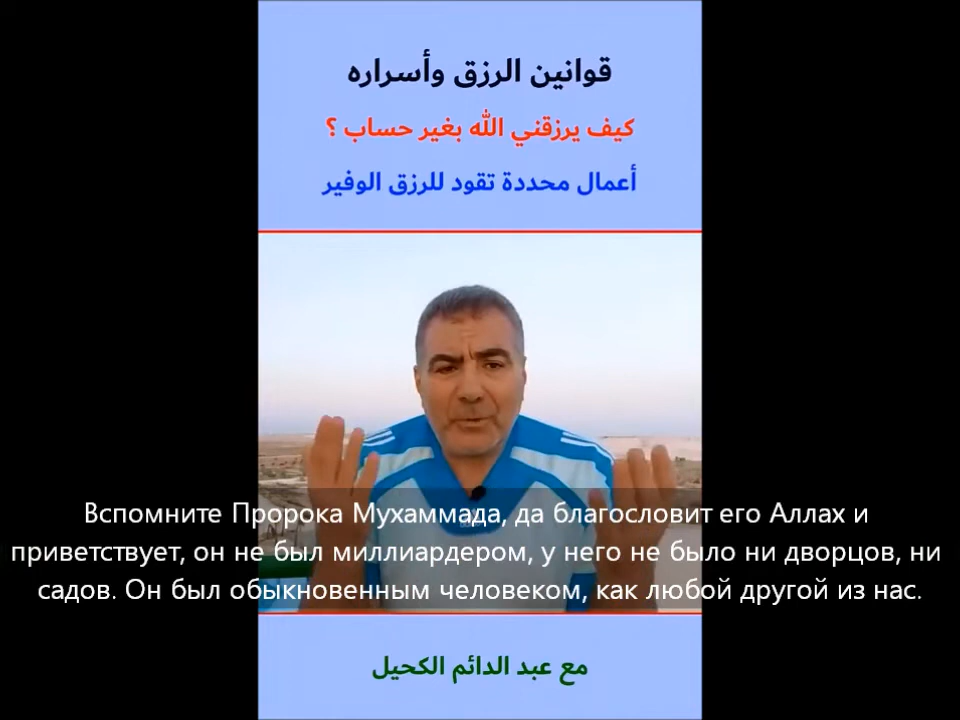 قوانين الرزق وأسراره
كيف يرزقني الله بغير حساب ؟
أعمال محددة تقود للرزق الوفير
Вспомните Пророка Мухаммада, да благословит его Аллах и
приветствует, он не был миллиардером, у него не было ни дворцов, ни
садов. Он был обыкновенным человеком, как любой другой из нас.
مع عبد الدائم الكحيل